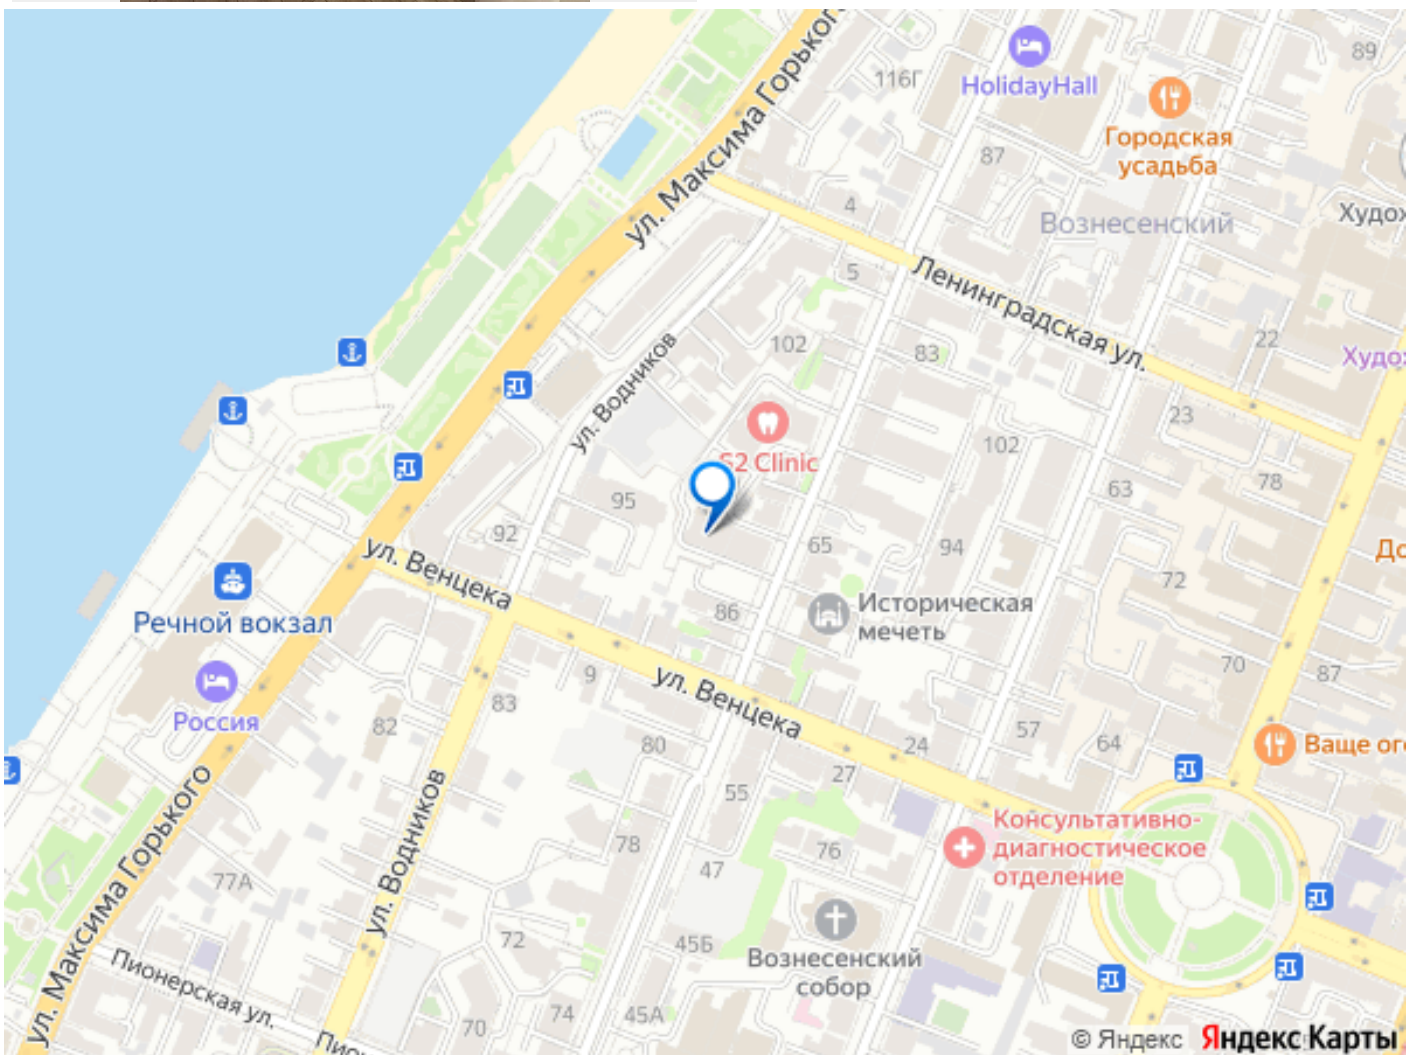 ул. Максима Горького
116Г
HolidayHall
89
Городская
усадьба
87
4
Вознесенский
5
Ленинградская ул.
22
102
83
ул. Водников
23
S2 Clinic
102
78
63
95
92
65
94
ул. Венцека
72
86
Историческая
мечеть
Речной вокзал
70
87
9
ул. Венцека
Россия
83
82
57
64
24
80
27
Ваще ого
55
ул. Максима Горького
ул. Водников
Консультативно-
диагностическое
отделение
78
76
47
77А
72
45Б
Вознесенский
собор
Пионерская ул.
74
45А
70
© Яндекс Яндекс Карты